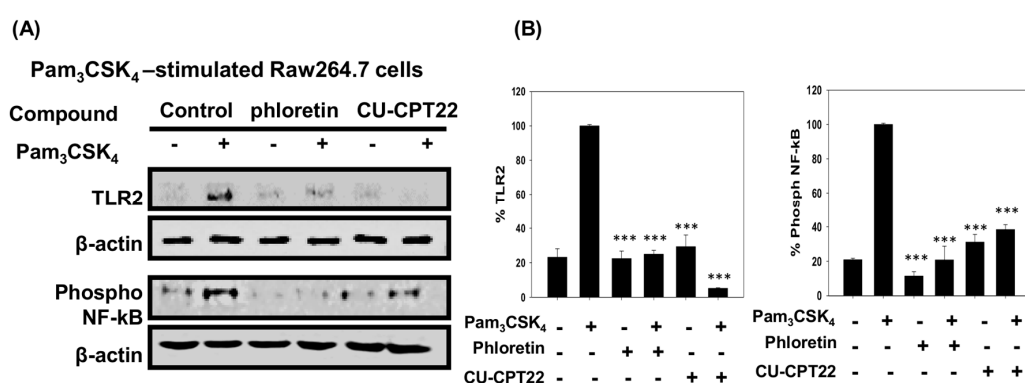 (A)
Pam₃CSK₄ –stimulated Raw264.7 cells
Compound Control phloretin CU-CPT22
Pam₃CSK₄ - + - + - +
TLR2
β-actin
Phospho
NF-kB
β-actin
(B)
% TLR2
120
100
80
60
40
20
0
*** *** *** ***
Pam₃CSK₄ - + - + - +
Phloretin - - + + - -
CU-CPT22 - - - - + +
% Phosph NF-kB
120
100
80
60
40
20
0
*** *** *** ***
Pam₃CSK₄ - + - + - +
Phloretin - - + + - -
CU-CPT22 - - - - + +